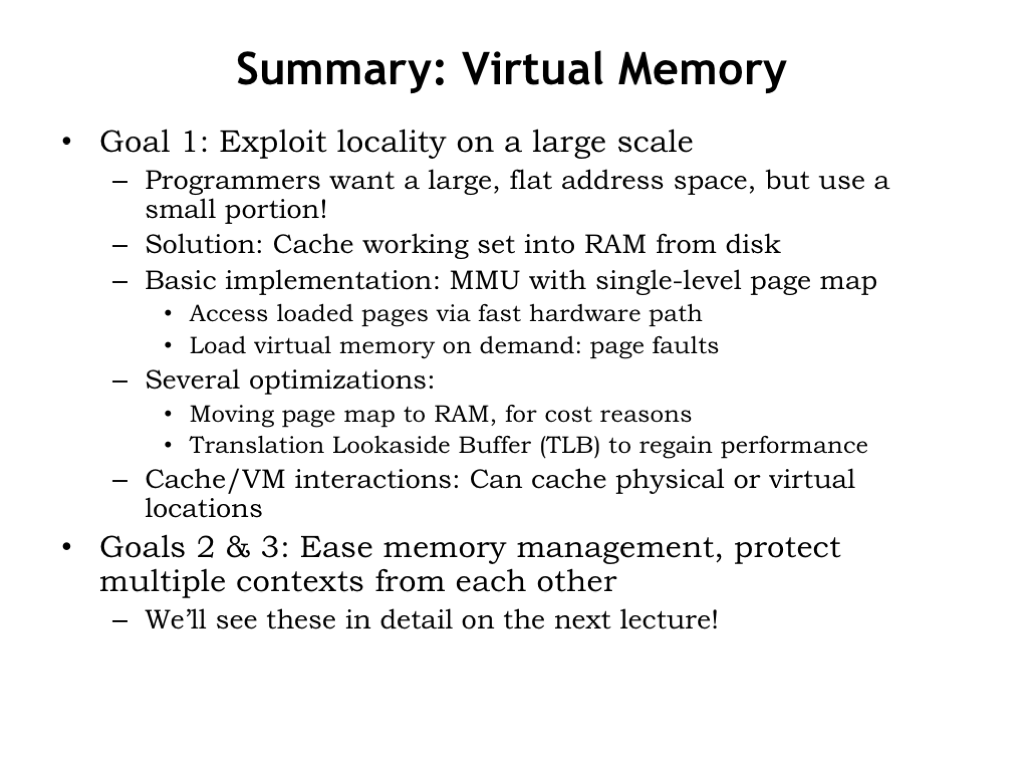 Summary: Virtual Memory
• Goal 1: Exploit locality on a large scale
– Programmers want a large, flat address space, but use a
small portion!
– Solution: Cache working set into RAM from disk
– Basic implementation: MMU with single-level page map
• Access loaded pages via fast hardware path
• Load virtual memory on demand: page faults
– Several optimizations:
• Moving page map to RAM, for cost reasons
• Translation Lookaside Buffer (TLB) to regain performance
– Cache/VM interactions: Can cache physical or virtual
locations
• Goals 2 & 3: Ease memory management, protect
multiple contexts from each other
– We’ll see these in detail on the next lecture!